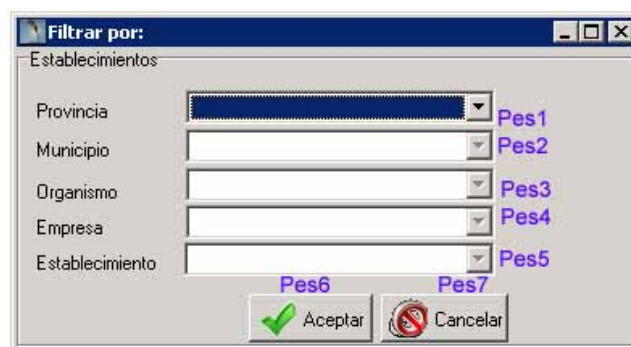 Filtrar por:
Establecimientos
Provincia Pes1
Municipio Pes2
Organismo Pes3
Empresa Pes4
Establecimiento Pes5
Pes6 Pes7
Aceptar Cancelar